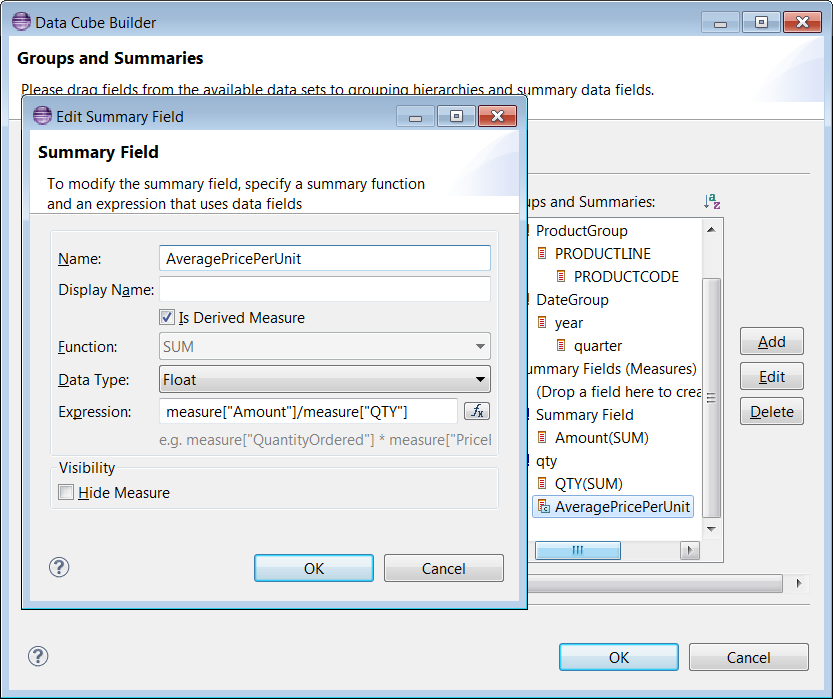 Data Cube Builder
Groups and Summaries
Please drag fields from the available data sets to grouping hierarchies and summary data fields.
Edit Summary Field
Summary Field
To modify the summary field, specify a summary function
and an expression that uses data fields
Name: AveragePricePerUnit
Display Name:
Is Derived Measure
Function: SUM
Data Type: Float
Expression: measure["Amount"]/measure["QTY"] fx
e.g. measure["QuantityOrdered"] * measure["Pricel
Visibility
Hide Measure
? OK Cancel
ups and Summaries: a z
ProductGroup
PRODUCTLINE
PRODUCTCODE
DateGroup
year
quarter
ummary Fields (Measures)
(Drop a field here to crea
Summary Field
Amount(SUM)
qty
QTY(SUM)
AveragePricePerUnit
Add
Edit
Delete
? OK Cancel